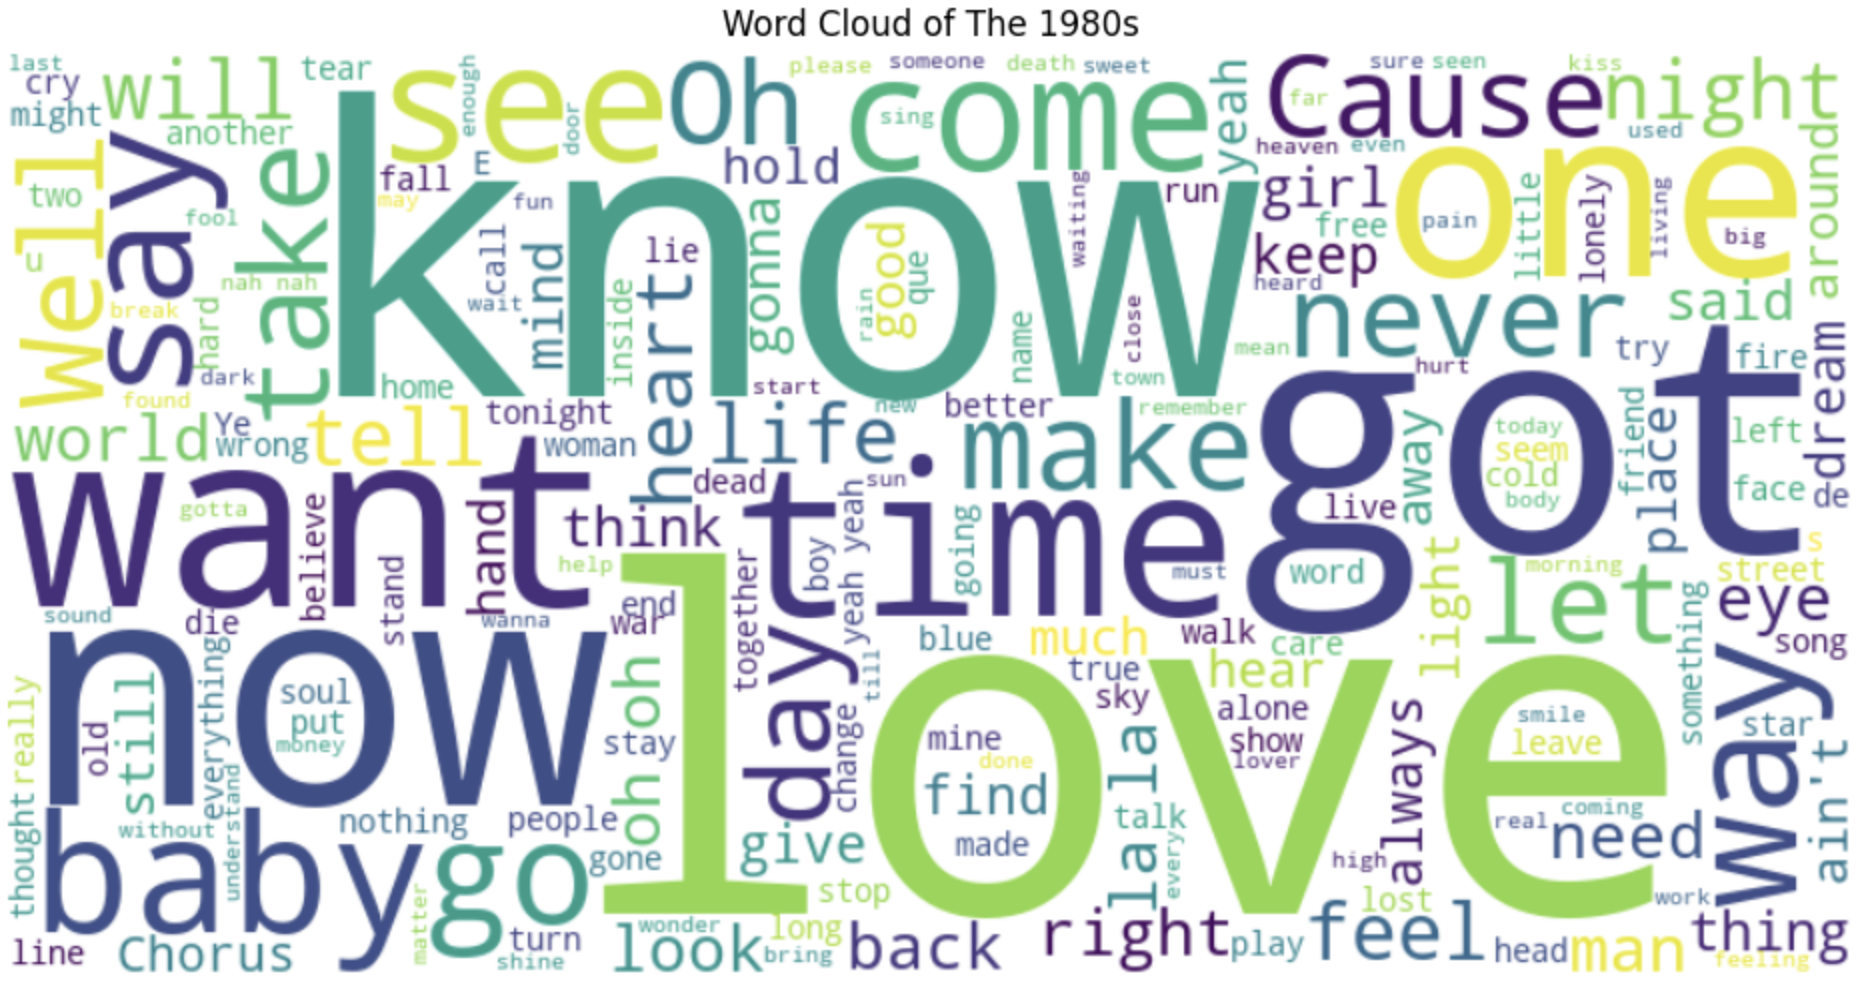 Word Cloud of The 1980s
last
cry
might
will
tear
another
see
enough
door
Oh
please
someone
death
sweet
sing
come
yeah
Cause
far
sure
seen
kiss
night
used
heaven
even
well
two
u
say
fool
take
nah nah
break
hard
dark
found
know
E
fall
may
fun
call
wait
mind
hold
lie
heart
inside
gonna
good
que
rain
waiting
name
close
town
run
girl
keep
heard
free
one
pain
little
lonely
living
big
around
mean
never
said
try
fire
hurt
home
start
new
better
remember
world
Ye
wrong
tell
tonight
woman
life
make
got
away
today
seem
cold
body
friend
place
left
face
dream
de
want
gotta
believe
stand
hand
think
help
dead
sun
time
yeah yeah
boy
going
must
live
word
light
let
morning
s
street
eye
song
something
sound
die
wanna
end
war
together
day
till
blue
much
true
sky
walk
care
hear
now
soul
put
money
old
still
everything
really
thought
oh oh
stay
love
change
mine
done
find
made
la la
talk
every
alone
show
lover
always
high
smile
leave
coming
real
need
work
star
way
ain't
without
understand
nothing
people
gone
give
baby
go
matter
stop
lost
line
Chorus
turn
shine
look
wonder
long
bring
back
right
play
feel
head
man
thing
feeling